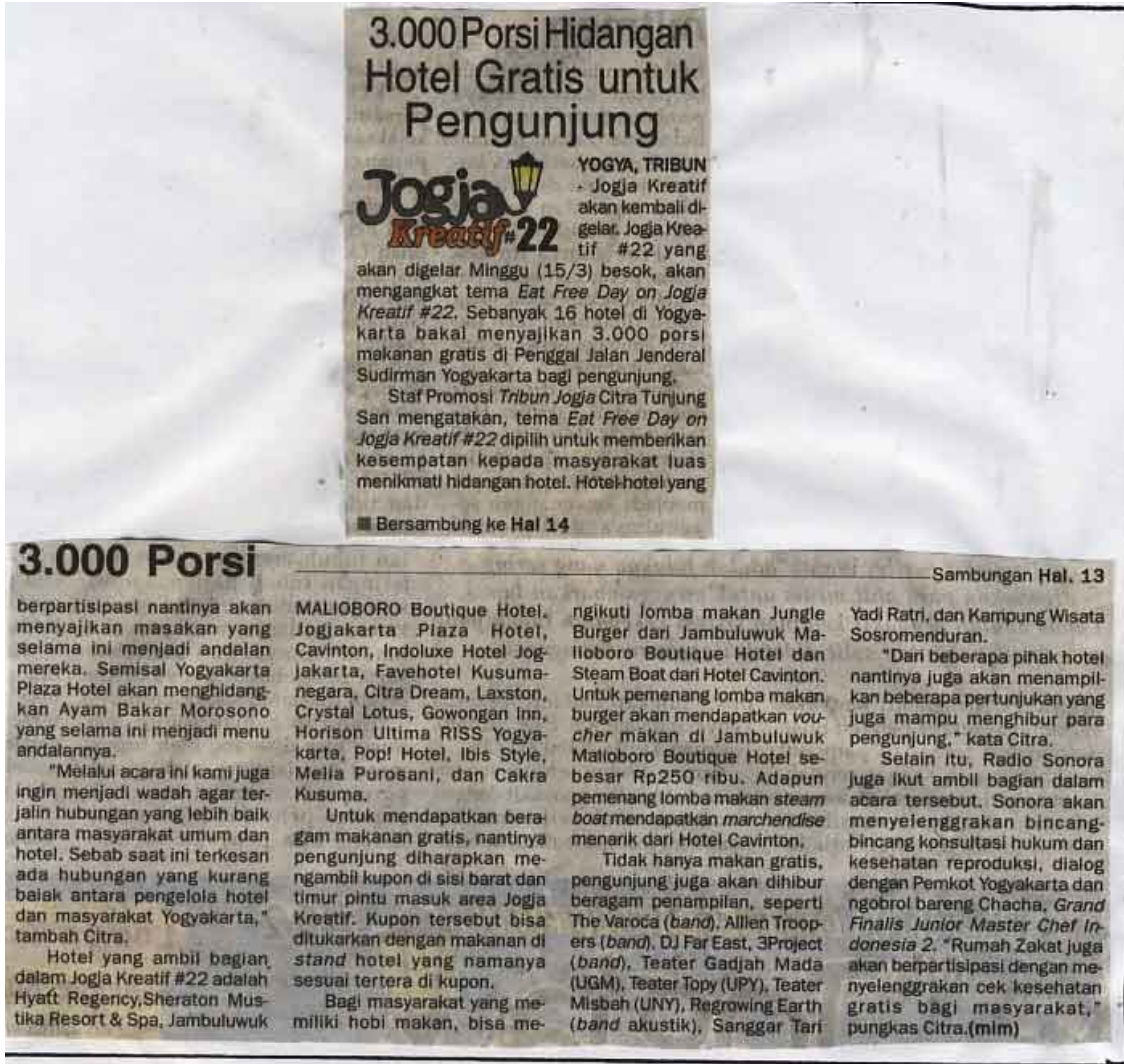 3.000 Porsi Hidangan
Hotel Gratis untuk
Pengunjung
Jogja
Kreatif #22
YOGYA, TRIBUN
- Jogja Kreatif
akan kembali di-
gelar. Jogja Krea-
tif #22 yang
akan digelar Minggu (15/3) besok, akan
mengangkat tema Eat Free Day on Jogja
Kreatif #22. Sebanyak 16 hotel di Yogya-
karta bakal menyajikan 3.000 porsi
makanan gratis di Penggal Jalan Jenderal
Sudirman Yogyakarta bagi pengunjung.
Staf Promosi Tribun Jogja Citra Tunjung
Sari mengatakan, tema Eat Free Day on
Jogja Kreatif #22 dipilih untuk memberikan
kesempatan kepada masyarakat luas
menikmati hidangan hotel. Hotel-hotel yang
■ Bersambung ke Hal 14
3.000 Porsi
Sambungan Hal. 13
berpartisipasi nantinya akan
menyajikan masakan yang
selama ini menjadi andalan
mereka. Semisal Yogyakarta
Plaza Hotel akan menghidang-
kan Ayam Bakar Morosono
yang selama ini menjadi menu
andalannya.
"Melalui acara ini kami juga
ingin menjadi wadah agar ter-
jalin hubungan yang lebih baik
antara masyarakat umum dan
hotel. Sebab saat ini terkesan
ada hubungan yang kurang
baiak antara pengelola hotel
dan masyarakat Yogyakarta,"
tambah Citra.
Hotel yang ambil bagian
dalam Jogja Kreatif #22 adalah
Hyatt Regency,Sheraton Mus-
tika Resort & Spa, Jambuluwuk
MALIOBORO Boutique Hotel,
Jogjakarta Plaza Hotel,
Cavinton, Indoluxe Hotel Jog-
jakarta, Favehotel Kusuma-
negara, Citra Dream, Laxston,
Crystal Lotus, Gowongan Inn,
Horison Ultima RISS Yogya-
karta, Pop! Hotel, Ibis Style,
Melia Purosani, dan Cakra
Kusuma.
Untuk mendapatkan bera-
gam makanan gratis, nantinya
pengunjung diharapkan me-
ngambil kupon di sisi barat dan
timur pintu masuk area Jogja
Kreatif. Kupon tersebut bisa
ditukarkan dengan makanan di
stand hotel yang namanya
sesuai tertera di kupon.
Bagi masyarakat yang me-
miliki hobi makan, bisa me-
ngikuti lomba makan Jungle
Burger dari Jambuluwuk Ma-
lioboro Boutique Hotel dan
Steam Boat dari Hotel Cavinton.
Untuk pemenang lomba makan
burger akan mendapatkan vou-
cher makan di Jambuluwuk
Malioboro Boutique Hotel se-
besar Rp250 ribu. Adapun
pemenang lomba makan steam
boat mendapatkan marchendise
menarik dari Hotel Cavinton.
Tidak hanya makan gratis,
pengunjung juga akan dihibur
beragam penampilan, seperti
The Varoca (band), Allien Troop-
ers (band), DJ Far East, 3Project
(band), Teater Gadjah Mada
(UGM), Teater Topy (UPY), Teater
Misbah (UNY), Regrowing Earth
(band akustik), Sanggar Tari
Yadi Ratri, dan Kampung Wisata
Sosromenduran.
"Dari beberapa pihak hotel
nantinya juga akan menampil-
kan beberapa pertunjukan yang
juga mampu menghibur para
pengunjung," kata Citra.
Selain itu, Radio Sonora
juga ikut ambil bagian dalam
acara tersebut. Sonora akan
menyelenggrakan bincang-
bincang konsultasi hukum dan
kesehatan reproduksi, dialog
dengan Pemkot Yogyakarta dan
ngobrol bareng Chacha, Grand
Finalis Junior Master Chef In-
donesia 2. "Rumah Zakat juga
akan berpartisipasi dengan me-
nyelenggrakan cek kesehatan
gratis bagi masyarakat,"
pungkas Citra.(mim)